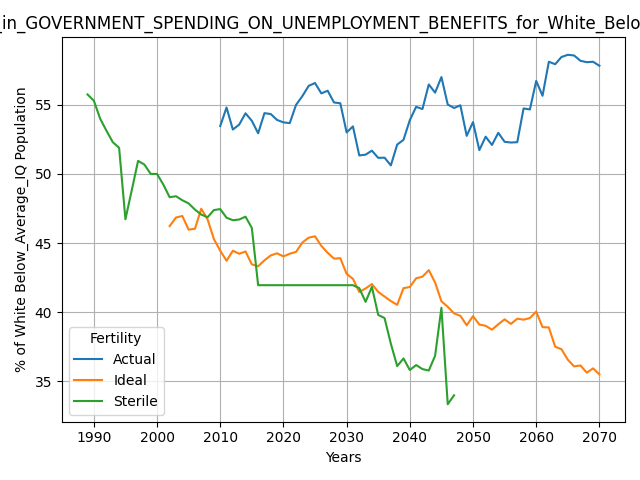 _in_GOVERNMENT_SPENDING_ON_UNEMPLOYMENT_BENEFITS_for_White_Belo
% of White Below_Average_IQ Population
55
50
45
40
35
Fertility
Actual
Ideal
Sterile
1990 2000 2010 2020 2030 2040 2050 2060 2070
Years